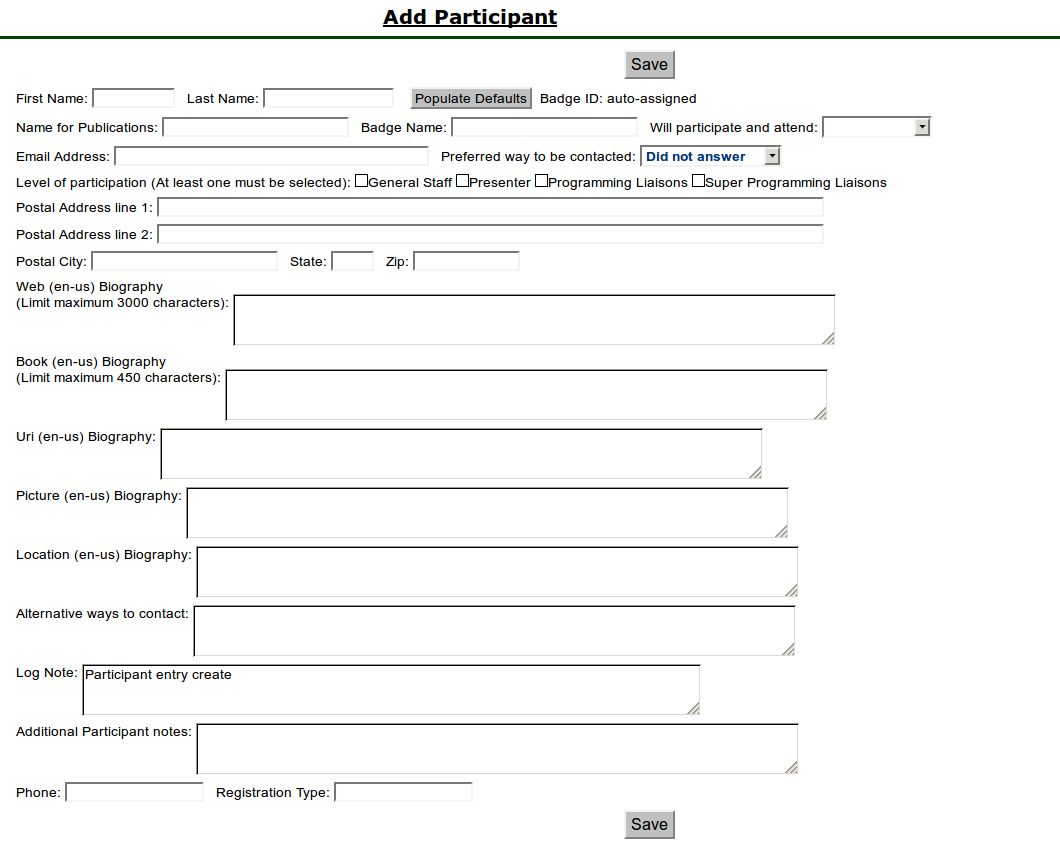 Add Participant
Save
First Name: Last Name: Populate Defaults Badge ID: auto-assigned
Name for Publications: Badge Name: Will participate and attend:
Email Address: Preferred way to be contacted: Did not answer
Level of participation (At least one must be selected): General Staff Presenter Programming Liaisons Super Programming Liaisons
Postal Address line 1:
Postal Address line 2:
Postal City: State: Zip:
Web (en-us) Biography
(Limit maximum 3000 characters):
Book (en-us) Biography
(Limit maximum 450 characters):
Uri (en-us) Biography:
Picture (en-us) Biography:
Location (en-us) Biography:
Alternative ways to contact:
Log Note: Participant entry create
Additional Participant notes:
Phone: Registration Type:
Save